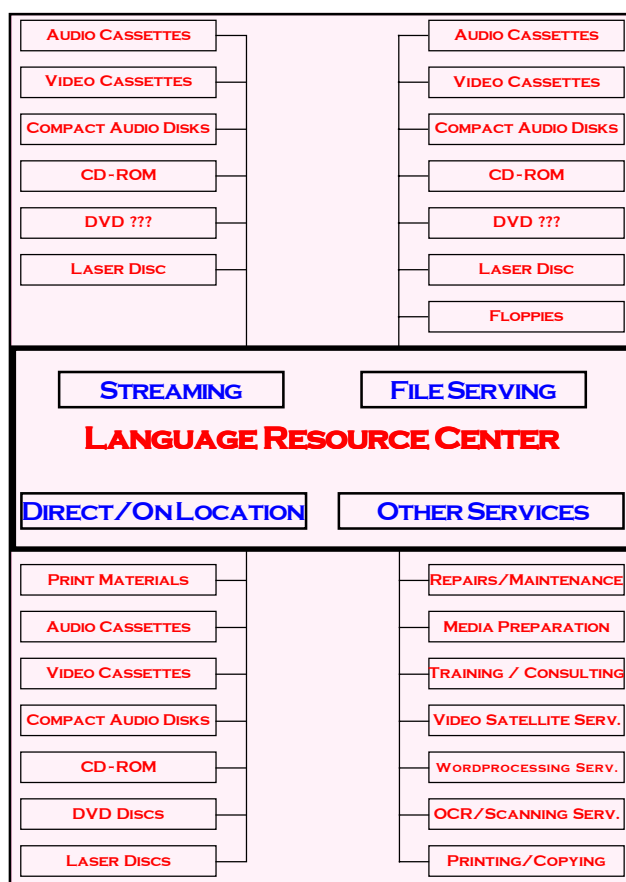 AUDIO CASSETTES
VIDEO CASSETTES
COMPACT AUDIO DISKS
CD-ROM
DVD ???
LASER DISC
AUDIO CASSETTES
VIDEO CASSETTES
COMPACT AUDIO DISKS
CD-ROM
DVD ???
LASER DISC
FLOPPIES
STREAMING
FILE SERVING
LANGUAGE RESOURCE CENTER
DIRECT/ON LOCATION
OTHER SERVICES
PRINT MATERIALS
AUDIO CASSETTES
VIDEO CASSETTES
COMPACT AUDIO DISKS
CD-ROM
DVD DISCS
LASER DISCS
REPAIRS/MAINTENANCE
MEDIA PREPARATION
TRAINING / CONSULTING
VIDEO SATELLITE SERV.
WORDPROCESSING SERV.
OCR/SCANNING SERV.
PRINTING/COPYING